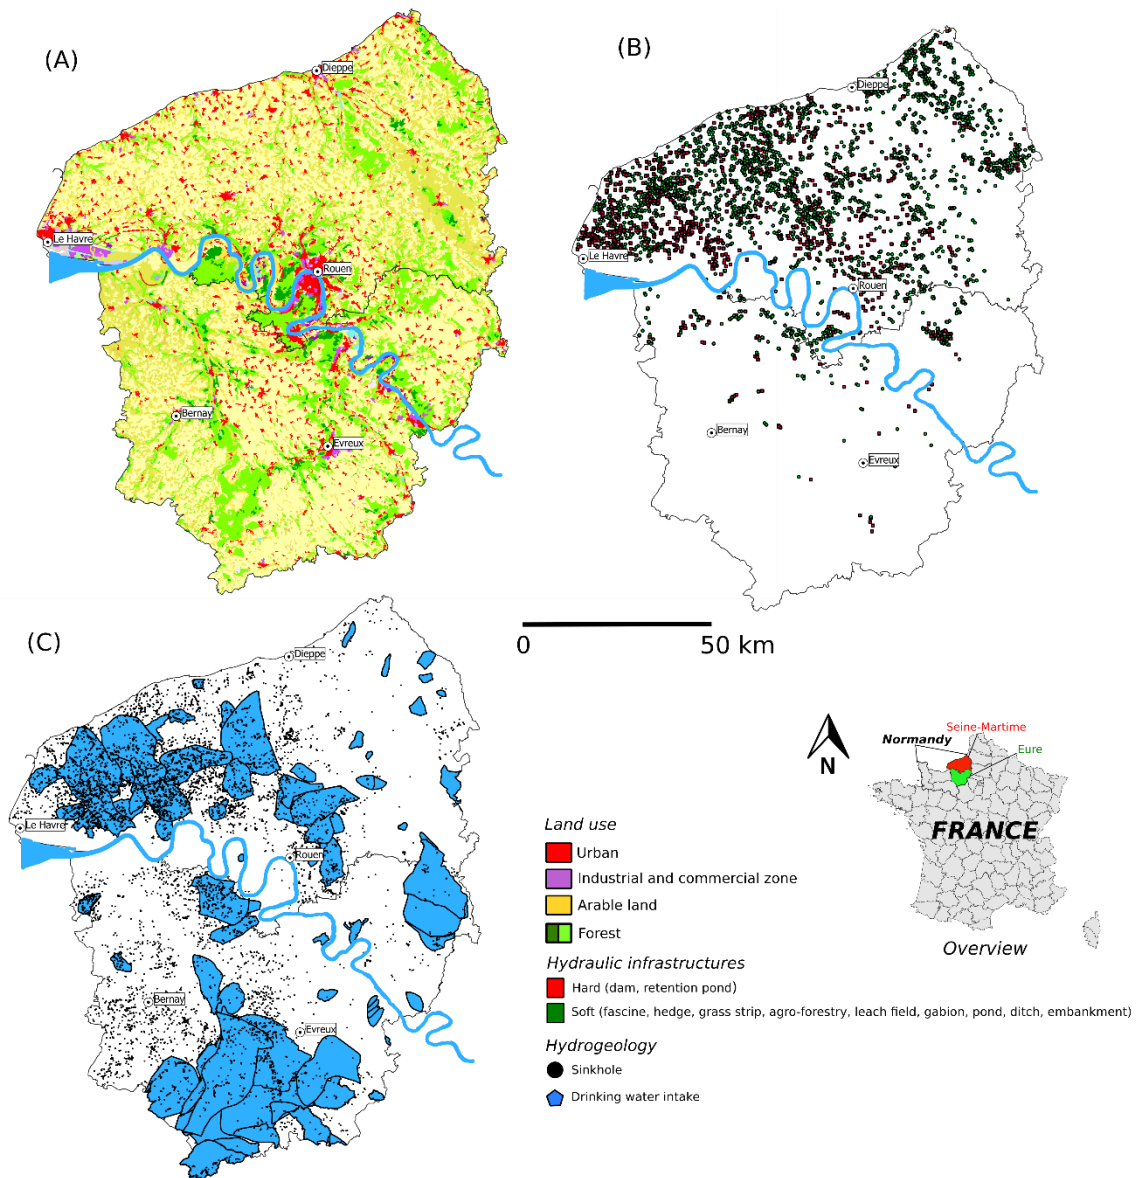 (A)
Dieppe
Le Havre
Rouen
Bernay
Evreux
(B)
Dieppe
Le Havre
Rouen
Bernay
Evreux
0 50 km
(C)
Dieppe
Le Havre
Rouen
Bernay
Evreux
N
Seine-Martime
Normandy
Eure
FRANCE
Overview
Land use
Urban
Industrial and commercial zone
Arable land
Forest
Hydraulic infrastructures
Hard (dam, retention pond)
Soft (fascine, hedge, grass strip, agro-forestry, leach field, gabion, pond, ditch, embankment)
Hydrogeology
Sinkhole
Drinking water intake